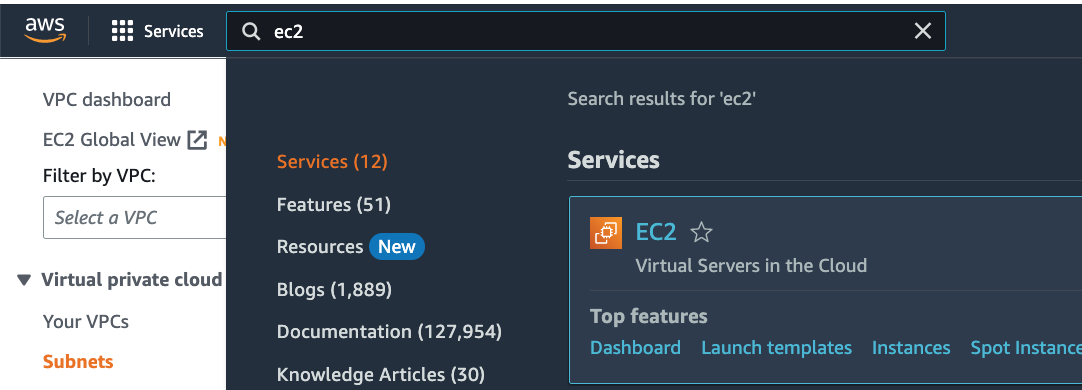 aws
Services
ec2
VPC dashboard
EC2 Global View
Filter by VPC:
Select a VPC
Virtual private cloud
Your VPCs
Subnets
Search results for 'ec2'
Services (12)
Features (51)
Resources New
Blogs (1,889)
Documentation (127,954)
Knowledge Articles (30)
Services
EC2
Virtual Servers in the Cloud
Top features
Dashboard Launch templates Instances Spot Instance